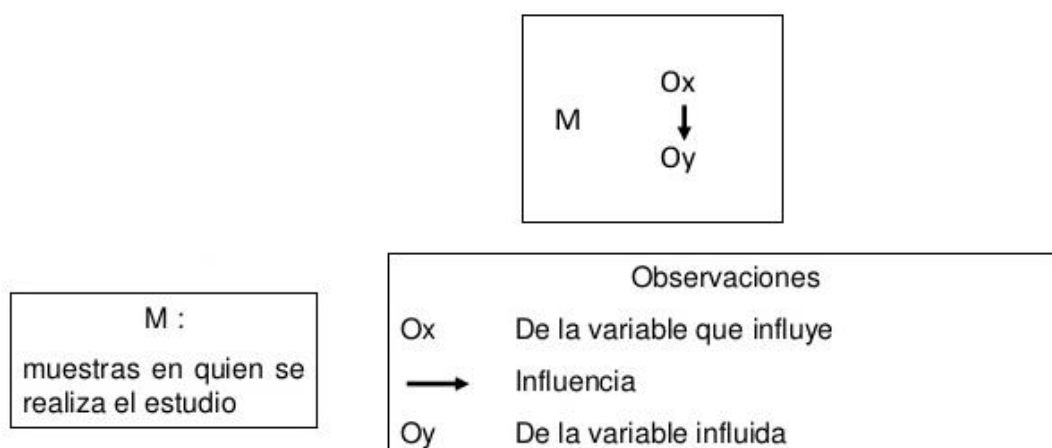 Ox
M
Oy
Observaciones
M :
muestras en quien se
realiza el estudio
Ox De la variable que influye
Influencia
Oy De la variable influida